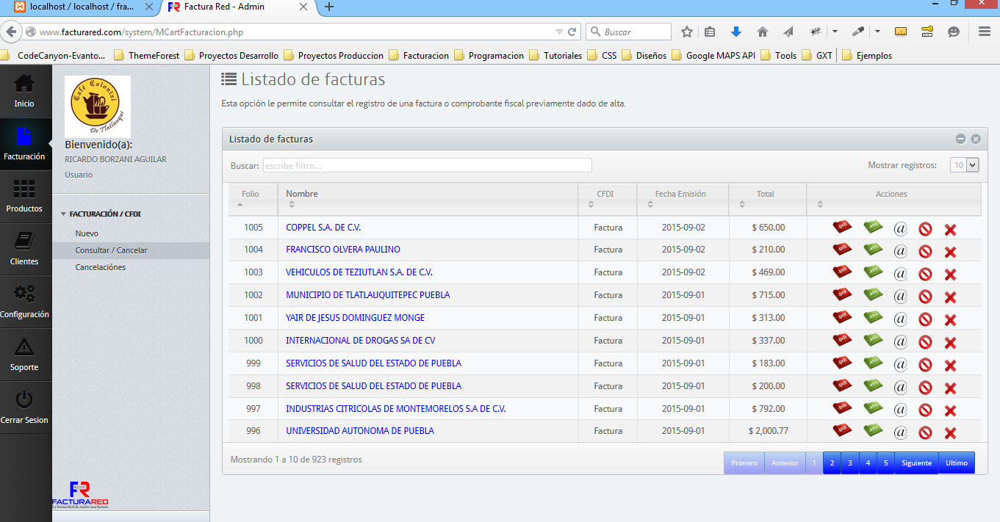 localhost / localhost / fra...
Factura Red - Admin
www.facturared.com/system/MCartFacturacion.php
Buscar
CodeCanyon-Evanto... ThemeForest Proyectos Desarrollo Proyectos Produccion Facturacion Programacion Tutoriales CSS Diseños Google MAPS API Tools GXT Ejemplos
Inicio
Facturación
Productos
Clientes
Configuración
Soporte
Cerrar Sesion
Café Colonial
De Tlatlauqui
Bienvenido(a):
RICARDO BORZANI AGUILAR
Usuario
FACTURACIÓN / CFDI
Nuevo
Consultar / Cancelar
Cancelaciónes
FR
FACTURARED
La forma fácil de emitir una factura
Listado de facturas
Esta opción le permite consultar el registro de una factura o comprobante fiscal previamente dado de alta.
Listado de facturas
Buscar: escribe filtro...
Mostrar registros: 10
Folio Nombre CFDI Fecha Emisión Total Acciones
1005 COPPEL S.A. DE C.V. Factura 2015-09-02 $ 650.00 .pdf .xml @
1004 FRANCISCO OLVERA PAULINO Factura 2015-09-02 $ 210.00 .pdf .xml @
1003 VEHICULOS DE TEZIUTLAN S.A. DE C.V. Factura 2015-09-02 $ 469.00 .pdf .xml @
1002 MUNICIPIO DE TLATLAUQUITEPEC PUEBLA Factura 2015-09-01 $ 715.00 .pdf .xml @
1001 YAIR DE JESUS DOMINGUEZ MONGE Factura 2015-09-01 $ 313.00 .pdf .xml @
1000 INTERNACIONAL DE DROGAS SA DE CV Factura 2015-09-01 $ 337.00 .pdf .xml @
999 SERVICIOS DE SALUD DEL ESTADO DE PUEBLA Factura 2015-09-01 $ 183.00 .pdf .xml @
998 SERVICIOS DE SALUD DEL ESTADO DE PUEBLA Factura 2015-09-01 $ 200.00 .pdf .xml @
997 INDUSTRIAS CITRICOLAS DE MONTEMORELOS S.A DE C.V. Factura 2015-09-01 $ 792.00 .pdf .xml @
996 UNIVERSIDAD AUTONOMA DE PUEBLA Factura 2015-09-01 $ 2,000.77 .pdf .xml @
Mostrando 1 a 10 de 923 registros
Primero Anterior 1 2 3 4 5 Siguiente Ultimo